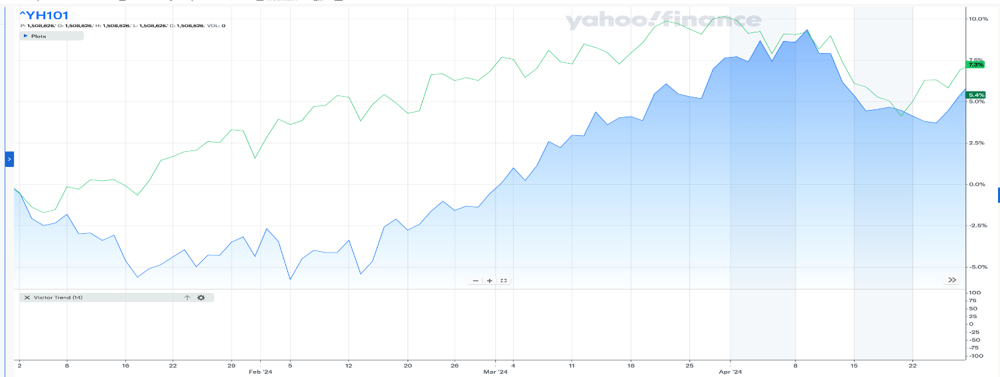 ^YH101
yahoo!finance
P: 1,508,626. O: 1,508,626. H: 1,508,626. L: 1,508,626. C: 1,508,626. VOL: 0
Plots
10.0%
7.5%
7.3%
5.4%
5.0%
2.5%
0.0%
-2.5%
-5.0%
Visitor Trend (14)
100
75
50
25
0
-25
-50
-75
-100
2 8 16 22 29 5 12 20 26 4 11 18 25 8 15 22
Feb '24 Mar '24 Apr '24